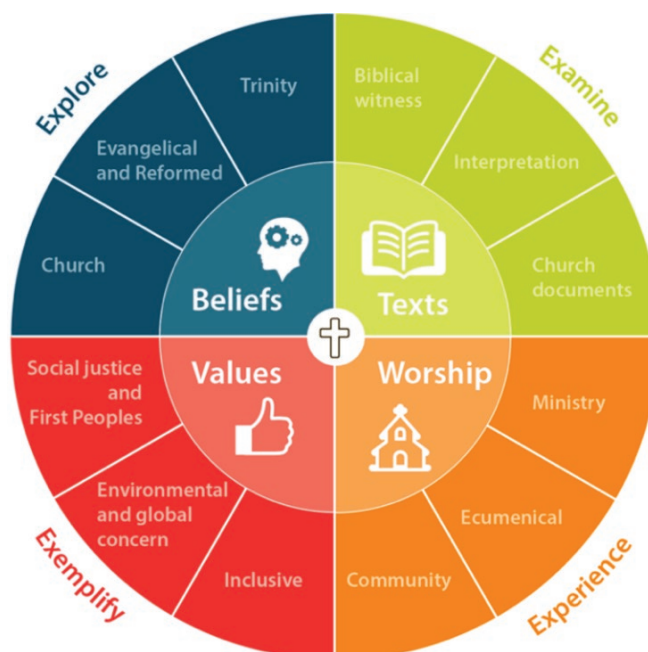 Explore
Trinity
Evangelical
and Reformed
Church
Beliefs
Examine
Biblical
witness
Interpretation
Church
documents
Texts
Values
Social justice
and
First Peoples
Environmental
and global
concern
Inclusive
Exemplify
Worship
Ministry
Ecumenical
Community
Experience